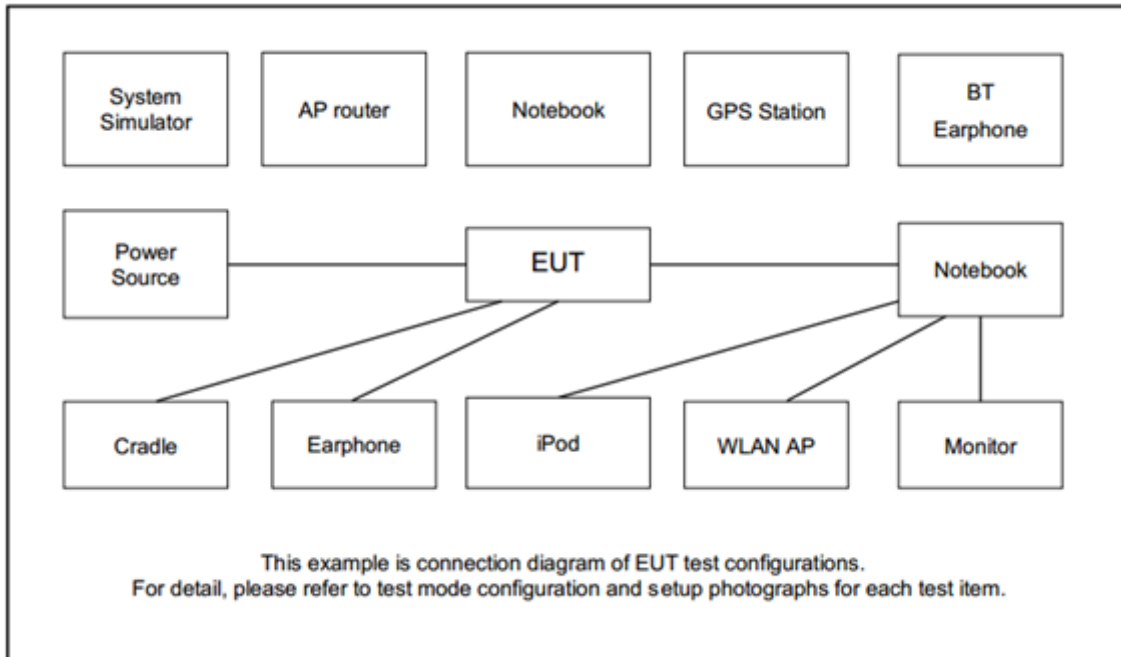 System
Simulator
AP router
Notebook
GPS Station
BT
Earphone
Power
Source
EUT
Notebook
Cradle
Earphone
iPod
WLAN AP
Monitor
This example is connection diagram of EUT test configurations.
For detail, please refer to test mode configuration and setup photographs for each test item.